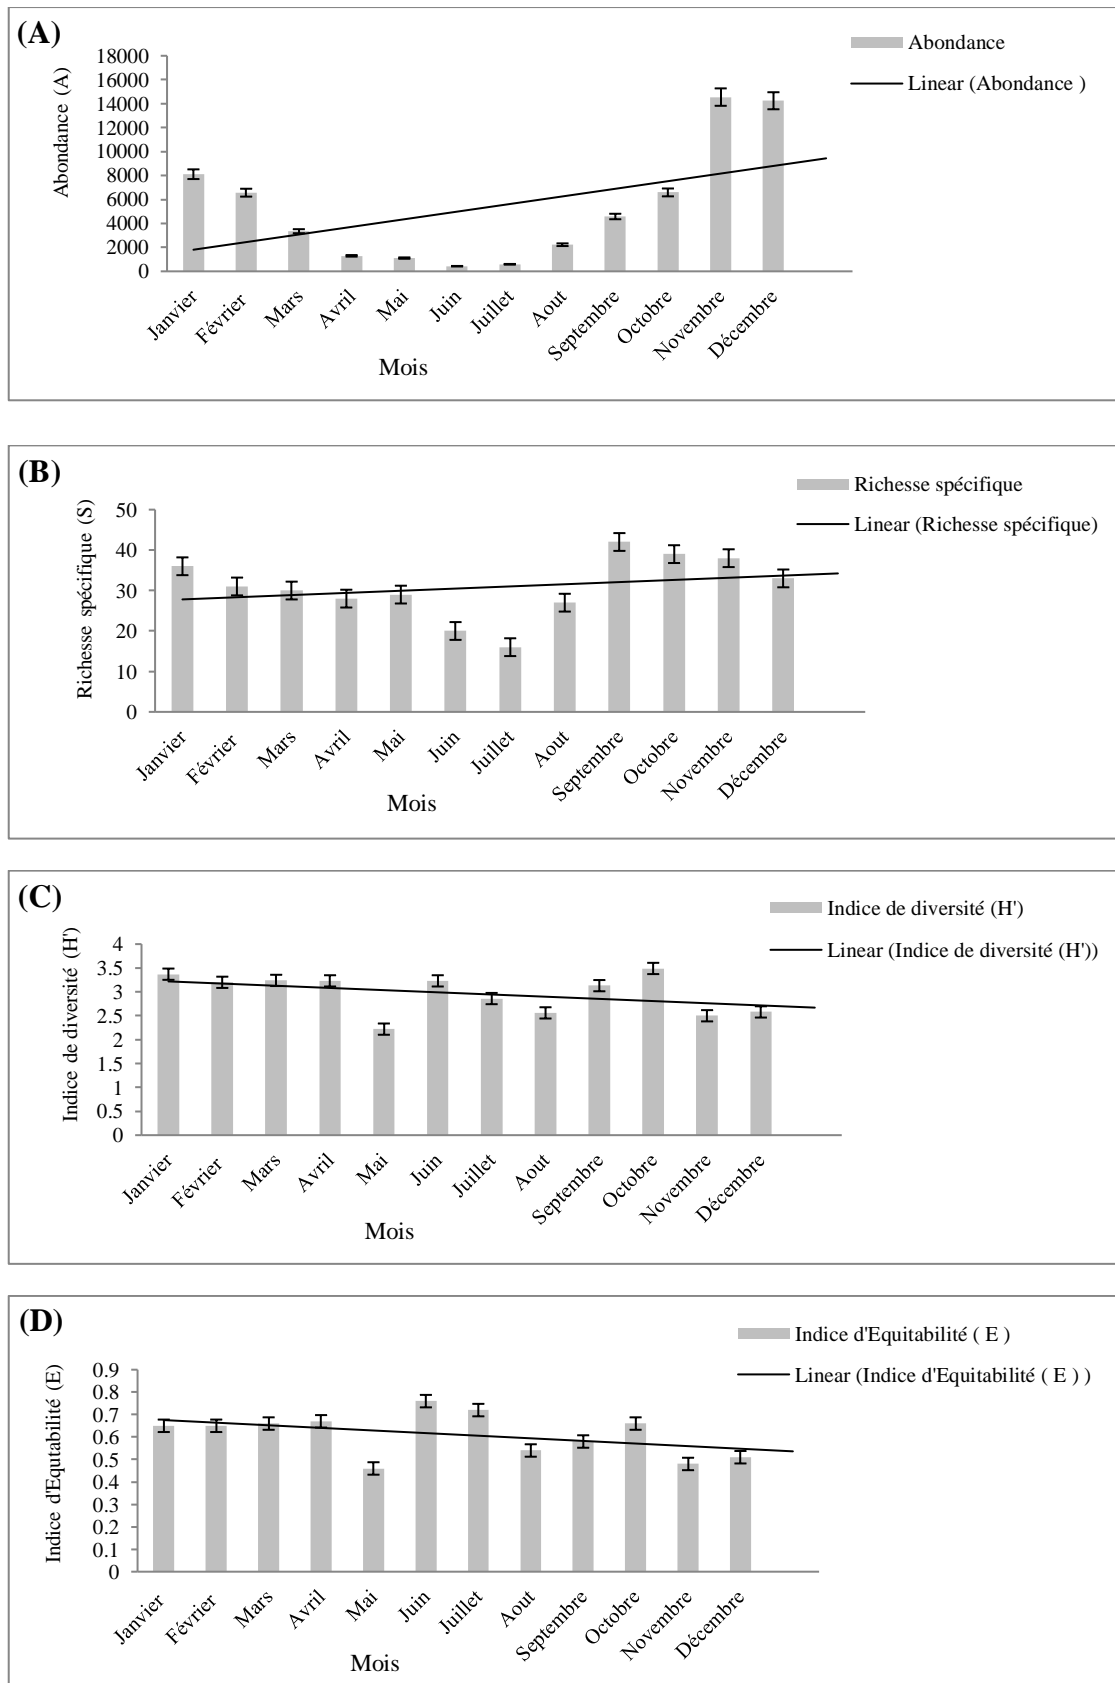 (A)
Abondance
Linear (Abondance )
Abondance (A)
18000
16000
14000
12000
10000
8000
6000
4000
2000
0
Janvier
Février
Mars
Avril
Mai
Juin
Juillet
Aout
Septembre
Octobre
Novembre
Décembre
Mois
(B)
Richesse spécifique
Linear (Richesse spécifique)
Richesse spécifique (S)
50
40
30
20
10
0
Janvier
Février
Mars
Avril
Mai
Juin
Juillet
Aout
Septembre
Octobre
Novembre
Décembre
Mois
(C)
Indice de diversité (H')
Linear (Indice de diversité (H'))
Indice de diversité (H')
4
3.5
3
2.5
2
1.5
1
0.5
0
Janvier
Février
Mars
Avril
Mai
Juin
Juillet
Aout
Septembre
Octobre
Novembre
Décembre
Mois
(D)
Indice d'Equitabilité ( E )
Linear (Indice d'Equitabilité ( E ) )
Indice d'Equtabilité (E)
0.9
0.8
0.7
0.6
0.5
0.4
0.3
0.2
0.1
0
Janvier
Février
Mars
Avril
Mai
Juin
Juillet
Aout
Septembre
Octobre
Novembre
Décembre
Mois